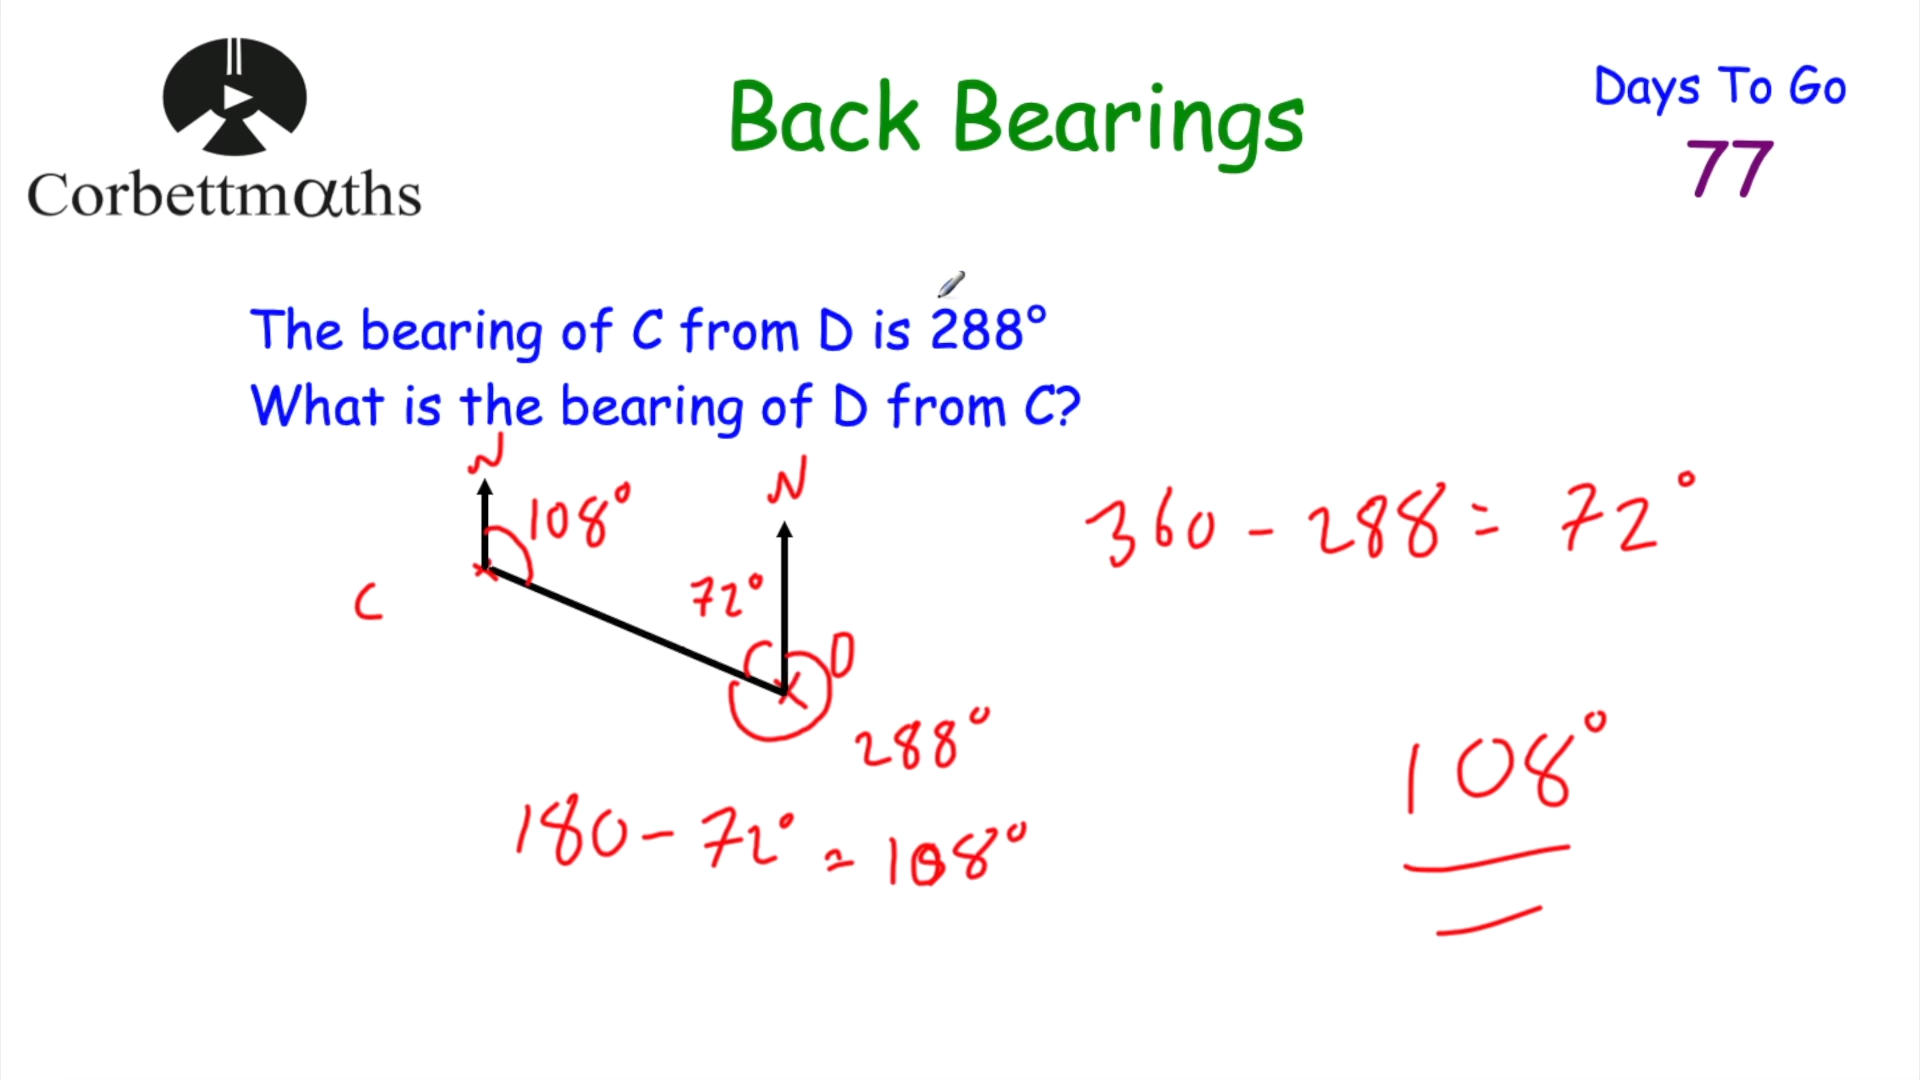 Corbettmαths
Back Bearings
Days To Go
77
The bearing of C from D is 288°
What is the bearing of D from C?
N
N
108°
72°
C
D
288°
360 - 288 = 72°
180 - 72° = 108°
108°